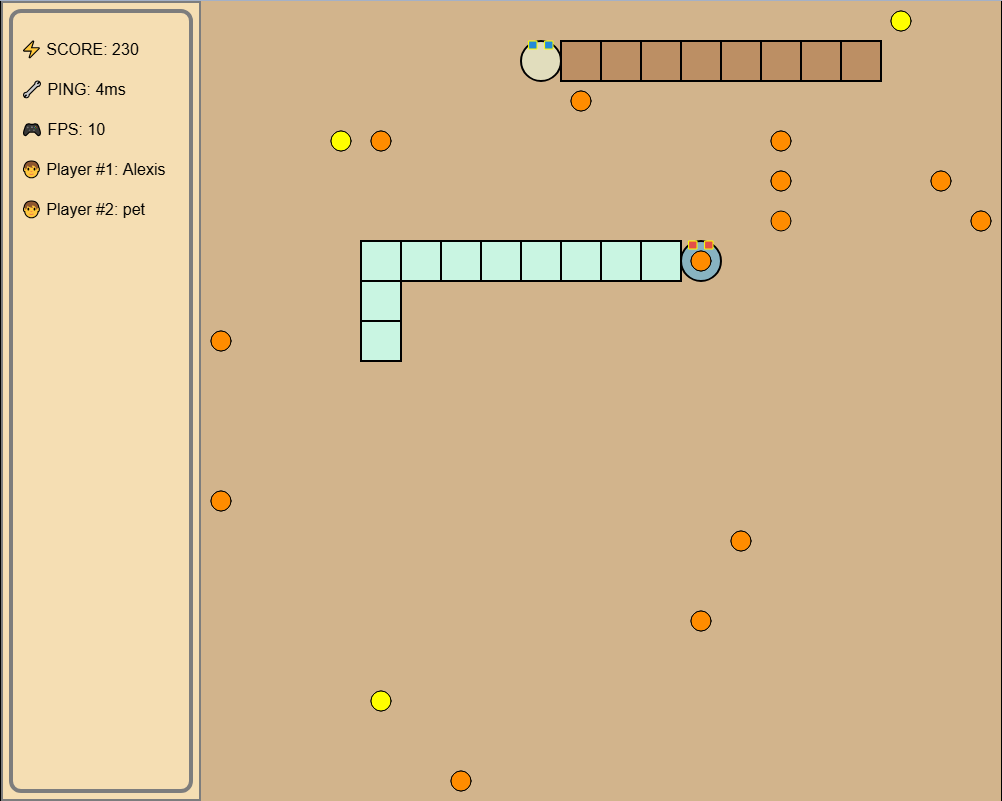 ⚡ SCORE: 230
🦴 PING: 4ms
🎮 FPS: 10
🧑 Player #1: Alexis
🧑 Player #2: pet